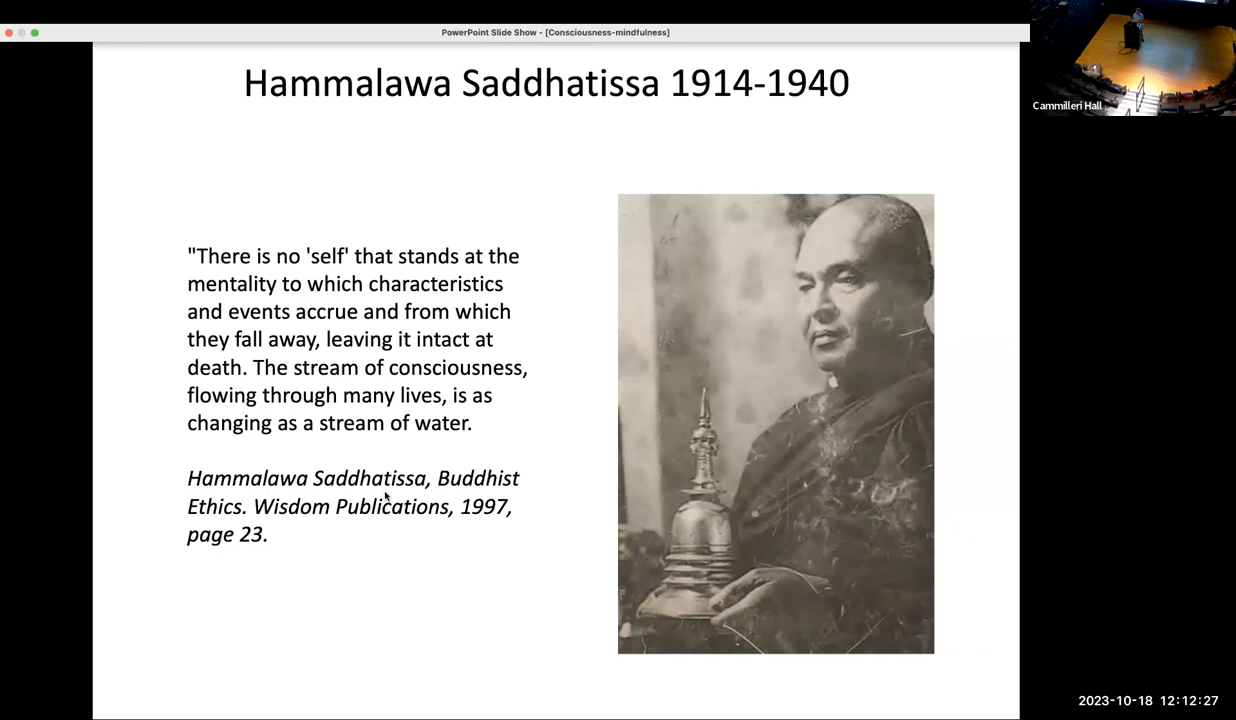 PowerPoint Slide Show - [Consciousness-mindfulness]
Hammalawa Saddhatissa 1914-1940
Cammilleri Hall
"There is no 'self' that stands at the
mentality to which characteristics
and events accrue and from which
they fall away, leaving it intact at
death. The stream of consciousness,
flowing through many lives, is as
changing as a stream of water.
Hammalawa Saddhatissa, Buddhist
Ethics. Wisdom Publications, 1997,
page 23.
2023-10-18 12:12:27